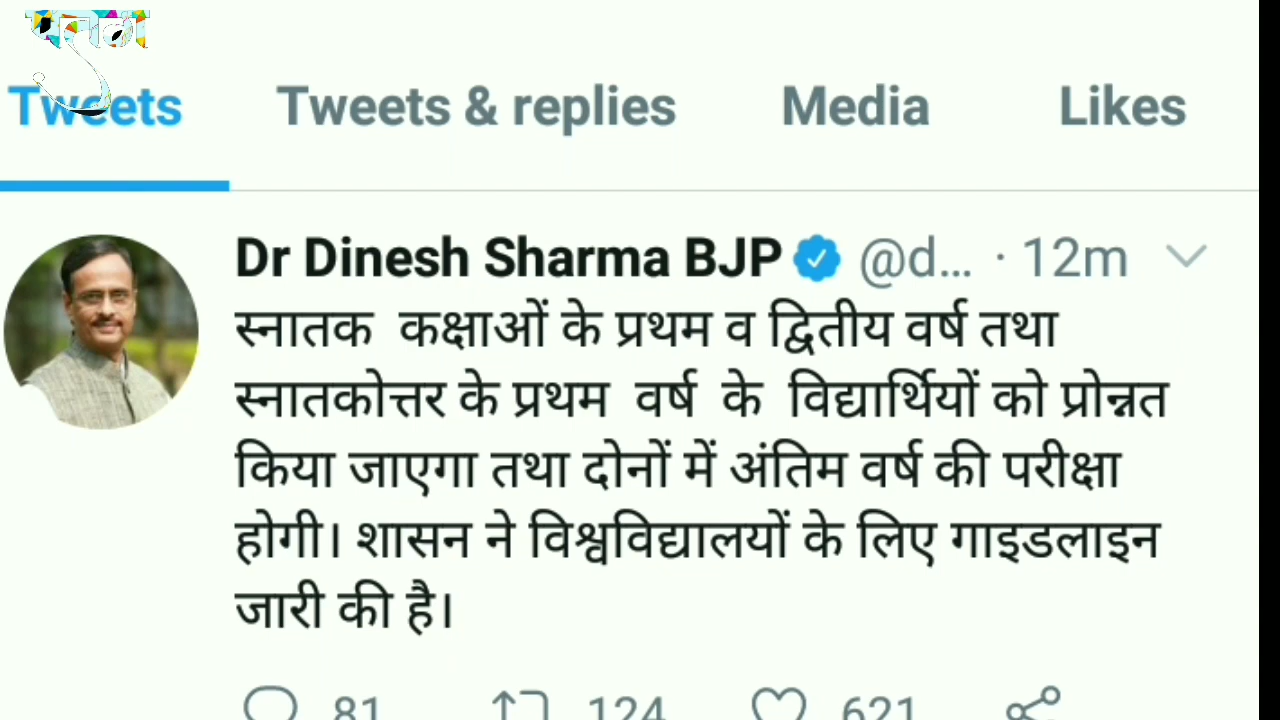 Tweets Tweets & replies Media Likes
Dr Dinesh Sharma BJP @d... · 12m
स्नातक कक्षाओं के प्रथम व द्वितीय वर्ष तथा
स्नातकोत्तर के प्रथम वर्ष के विद्यार्थियों को प्रोन्नत
किया जाएगा तथा दोनों में अंतिम वर्ष की परीक्षा
होगी। शासन ने विश्वविद्यालयों के लिए गाइडलाइन
जारी की है।
81 124 621